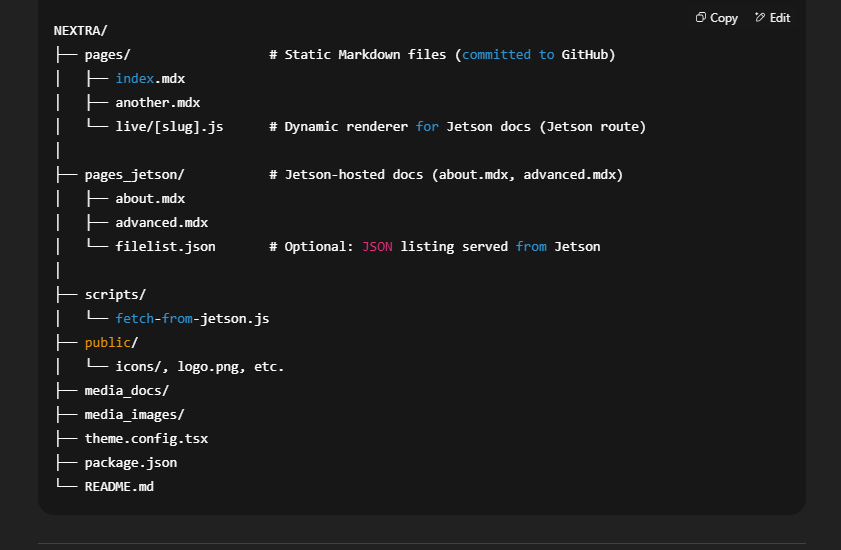 Copy Edit
NEXTRA/
├── pages/ # Static Markdown files (committed to GitHub)
│ ├── index.mdx
│ ├── another.mdx
│ └── live/[slug].js # Dynamic renderer for Jetson docs (Jetson route)
│
├── pages_jetson/ # Jetson-hosted docs (about.mdx, advanced.mdx)
│ ├── about.mdx
│ ├── advanced.mdx
│ └── filelist.json # Optional: JSON listing served from Jetson
│
├── scripts/
│ └── fetch-from-jetson.js
├── public/
│ └── icons/, logo.png, etc.
├── media_docs/
├── media_images/
├── theme.config.tsx
├── package.json
└── README.md